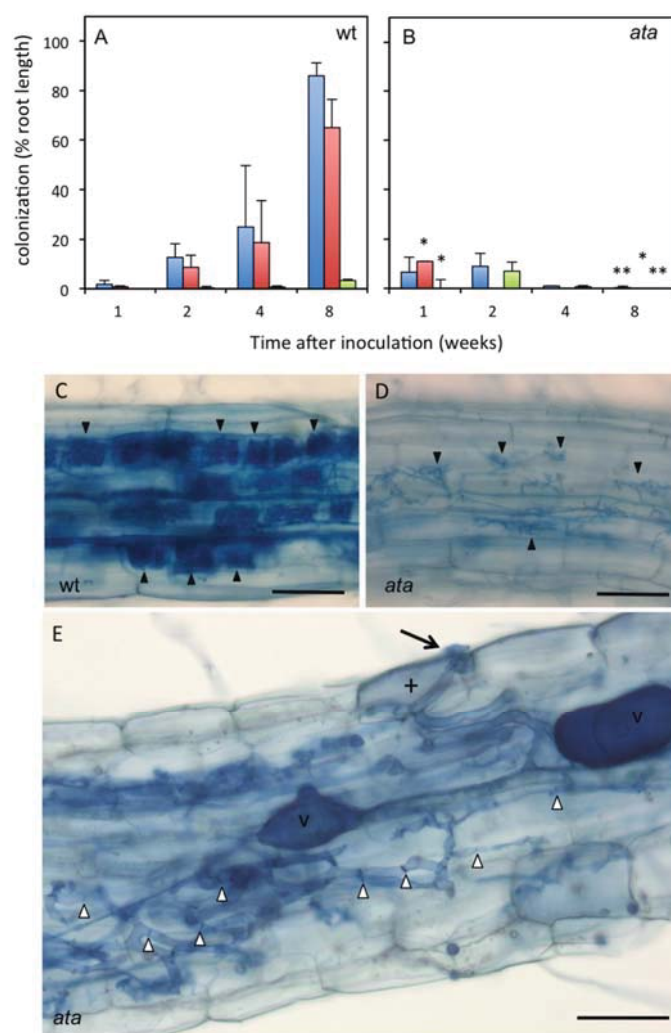 A wt B ata
100
80
60
40
20
0
colonization (% root length)
*
*
**
*
**
1 2 4 8 1 2 4 8
Time after inoculation (weeks)
C D
wt ata
E
+
v
v
ata